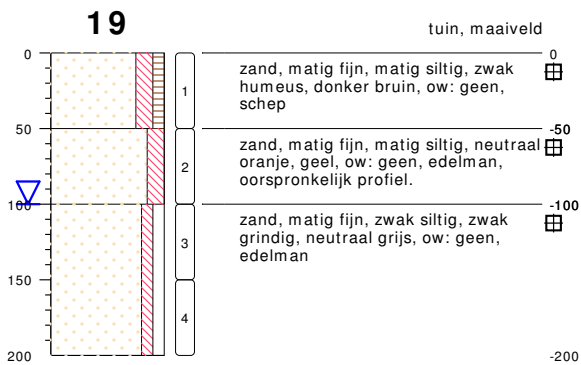 19
tuin, maaiveld
0
0
zand, matig fijn, matig siltig, zwak
humeus, donker bruin, ow: geen,
schep
1
50
-50
zand, matig fijn, matig siltig, neutraal
oranje, geel, ow: geen, edelman,
oorspronkelijk profiel.
2
100
-100
zand, matig fijn, zwak siltig, zwak
grindig, neutraal grijs, ow: geen,
edelman
3
150
4
200
-200